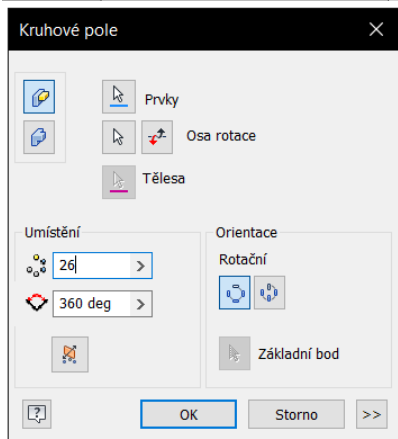 Kruhové pole
Prvky
Osa rotace
Tělesa
Umístění
26
360 deg
Orientace
Rotační
Základní bod
?
OK
Storno
>>